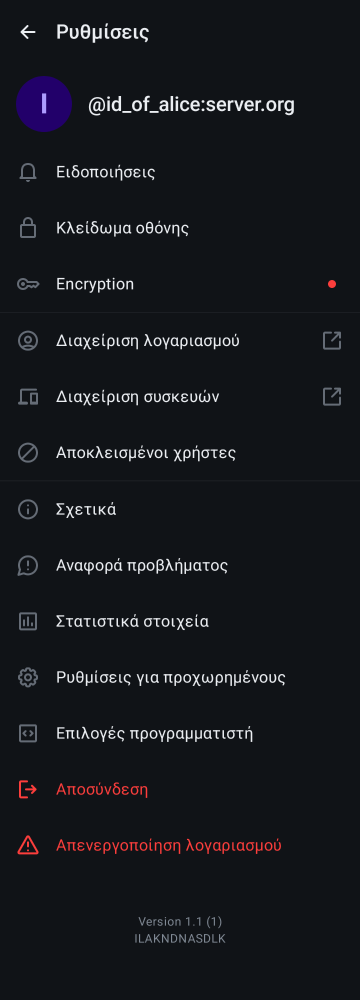 Ρυθμίσεις
I
@id_of_alice:server.org
Ειδοποιήσεις
Κλείδωμα οθόνης
Encryption
Διαχείριση λογαριασμού
Διαχείριση συσκευών
Αποκλεισμένοι χρήστες
Σχετικά
Αναφορά προβλήματος
Στατιστικά στοιχεία
Ρυθμίσεις για προχωρημένους
Επιλογές προγραμματιστή
Αποσύνδεση
Απενεργοποίηση λογαριασμού
Version 1.1 (1)
ILAKNDNASDLK